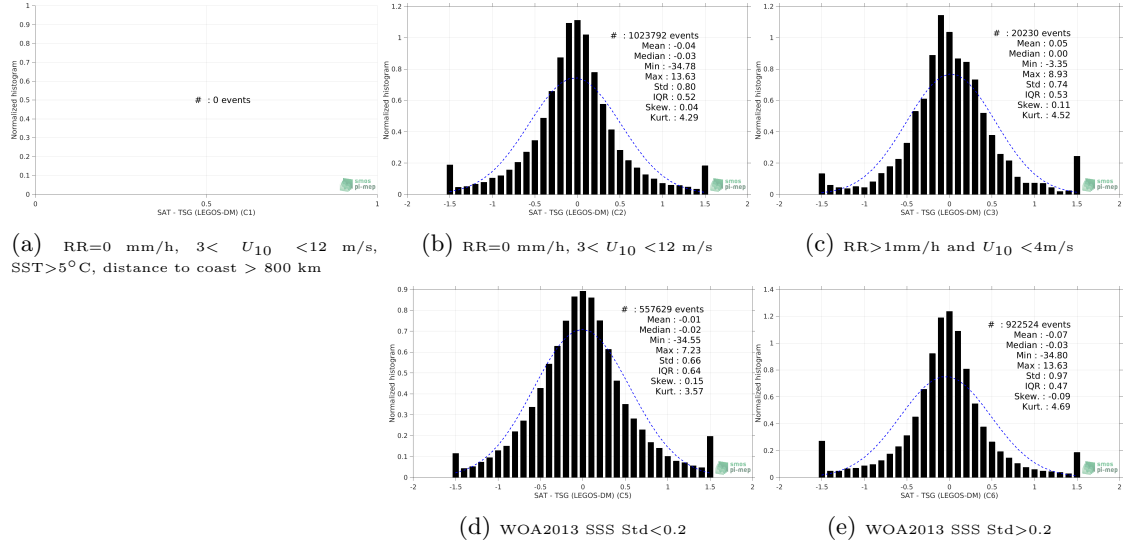 1
0.9
0.8
0.7
0.6
0.5
0.4
0.3
0.2
0.1
0
Normalized histogram
# : 0 events
0 0.5 1
SAT - TSG (LEGOS-DM) (C1)
smos
pi-mep
(a) RR=0 mm/h, 3< U10 <12 m/s,
SST>5°C, distance to coast > 800 km
1.2
1
0.8
0.6
0.4
0.2
0
Normalized histogram
# : 1023792 events
Mean : -0.04
Median : -0.03
Min : -34.78
Max : 13.63
Std : 0.80
IQR : 0.52
Skew. : 0.04
Kurt. : 4.29
-2 -1.5 -1 -0.5 0 0.5 1 1.5 2
SAT - TSG (LEGOS-DM) (C2)
smos
pi-mep
(b) RR=0 mm/h, 3< U10 <12 m/s
1.2
1
0.8
0.6
0.4
0.2
0
Normalized histogram
# : 20230 events
Mean : 0.05
Median : 0.00
Min : -3.35
Max : 8.93
Std : 0.74
IQR : 0.53
Skew. : 0.11
Kurt. : 4.52
-2 -1.5 -1 -0.5 0 0.5 1 1.5 2
SAT - TSG (LEGOS-DM) (C3)
smos
pi-mep
(c) RR>1mm/h and U10 <4m/s
0.9
0.8
0.7
0.6
0.5
0.4
0.3
0.2
0.1
0
Normalized histogram
# : 557629 events
Mean : -0.01
Median : -0.02
Min : -34.55
Max : 7.23
Std : 0.66
IQR : 0.64
Skew. : 0.15
Kurt. : 3.57
-2 -1.5 -1 -0.5 0 0.5 1 1.5 2
SAT - TSG (LEGOS-DM) (C5)
smos
pi-mep
(d) WOA2013 SSS Std<0.2
1.4
1.2
1
0.8
0.6
0.4
0.2
0
Normalized histogram
# : 922524 events
Mean : -0.07
Median : -0.03
Min : -34.80
Max : 13.63
Std : 0.97
IQR : 0.47
Skew. : -0.09
Kurt. : 4.69
-2 -1.5 -1 -0.5 0 0.5 1 1.5 2
SAT - TSG (LEGOS-DM) (C6)
smos
pi-mep
(e) WOA2013 SSS Std>0.2